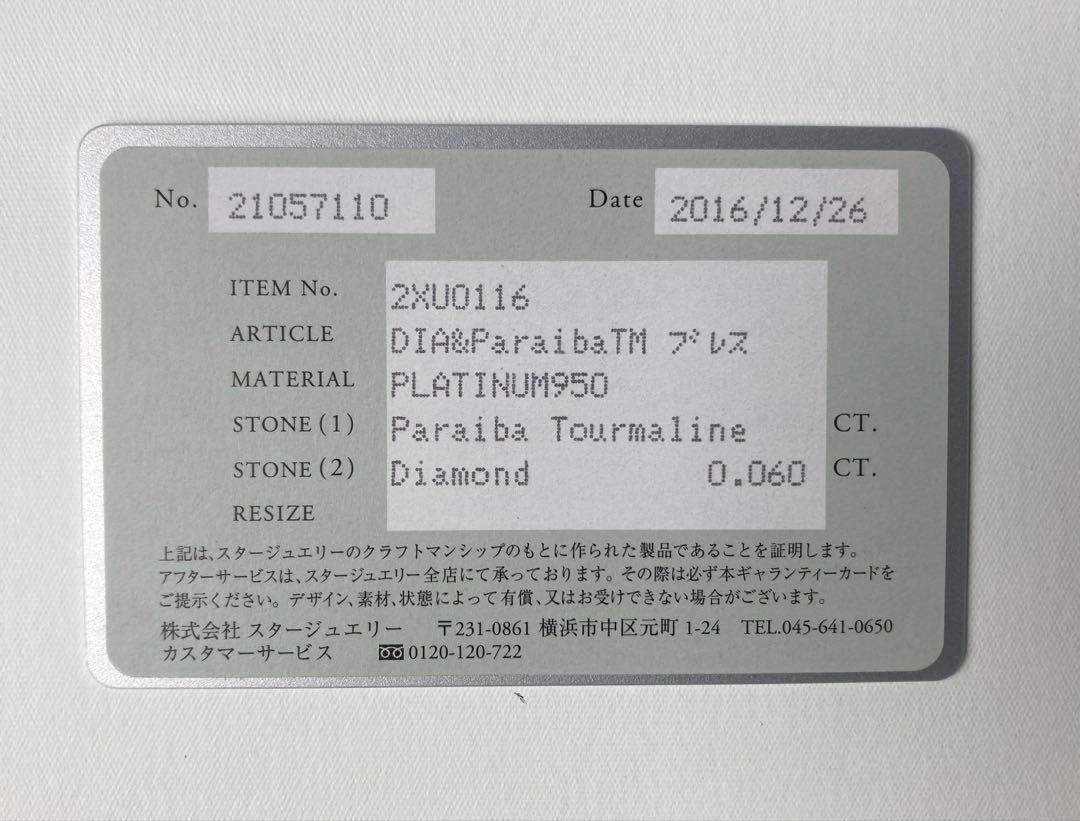 No. 21057110 Date 2016/12/26
ITEM No. 2XU0116
ARTICLE DIA&ParaibaTM ブレス
MATERIAL PLATINUM950
STONE (1) Paraiba Tourmaline CT.
STONE (2) Diamond 0.060 CT.
RESIZE
上記は、スタージュエリーのクラフトマンシップのもとに作られた製品であることを証明します。
アフターサービスは、スタージュエリー全店にて承っております。その際は必ず本ギャランティーカードを
ご提示ください。デザイン、素材、状態によって有償、又はお受けできない場合がございます。
株式会社 スタージュエリー 〒231-0861 横浜市中区元町 1-24 TEL.045-641-0650
カスタマーサービス 0120-120-722